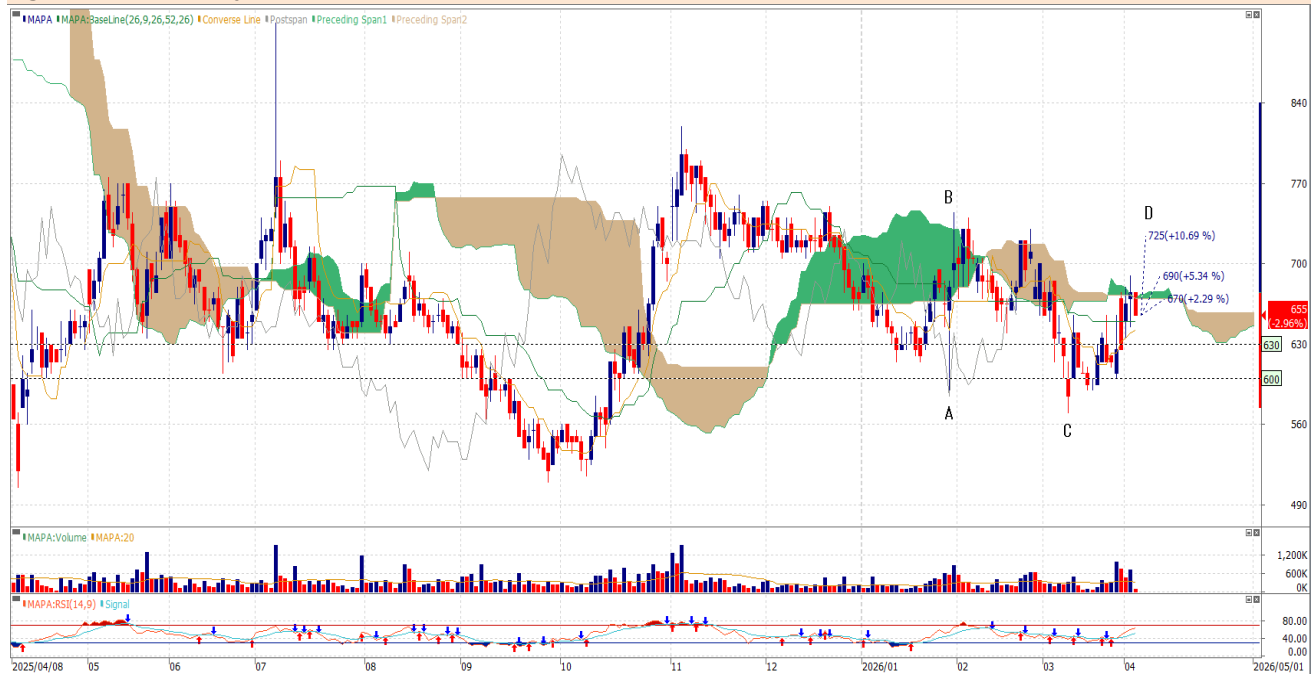 MAPA MAPA:BaseLine(26,9,26,52,26) Converse Line Postspan Preceding Span1 Preceding Span2
840
770
B
D
700
725(+10.69 %)
690(+5.34 %)
670(+2.29 %)
655
(-2.96%)
630
630
600
A
C
560
490
MAPA:Volume MAPA:20
1,200K
600K
0K
MAPA:RSI(14,9) Signal
80.00
40.00
0.00
2025/04/08 05 06 07 08 09 10 11 12 2026/01 02 03 04 2026/05/01